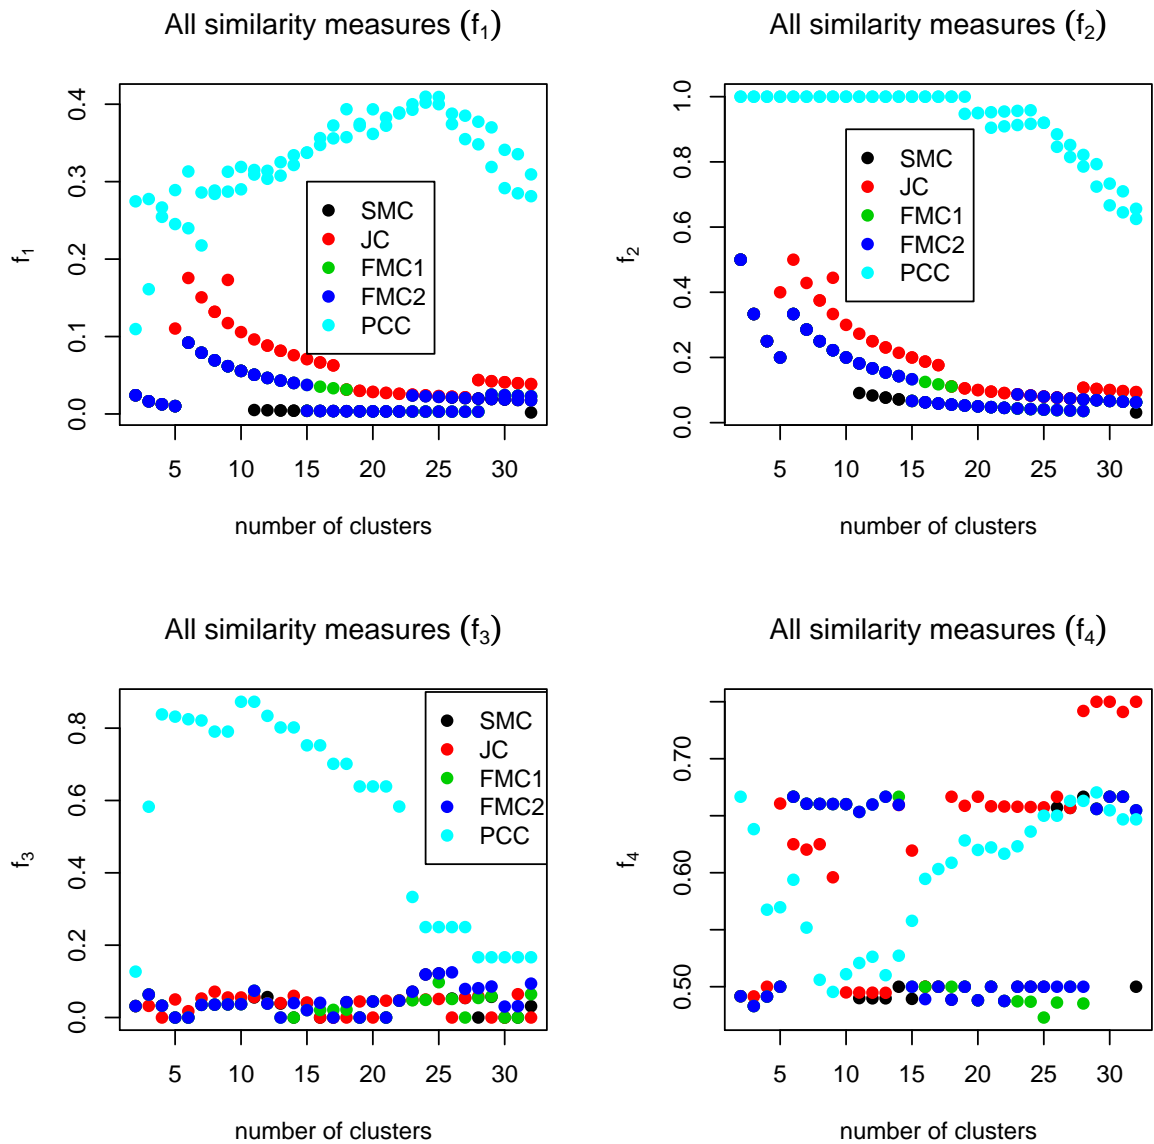 All similarity measures (f1)
0.0 0.1 0.2 0.3 0.4
f1
SMC
JC
FMC1
FMC2
PCC
5 10 15 20 25 30
number of clusters
All similarity measures (f2)
0.0 0.2 0.4 0.6 0.8 1.0
f2
SMC
JC
FMC1
FMC2
PCC
5 10 15 20 25 30
number of clusters
All similarity measures (f3)
0.0 0.2 0.4 0.6 0.8
f3
SMC
JC
FMC1
FMC2
PCC
5 10 15 20 25 30
number of clusters
All similarity measures (f4)
0.50 0.60 0.70
f4
5 10 15 20 25 30
number of clusters